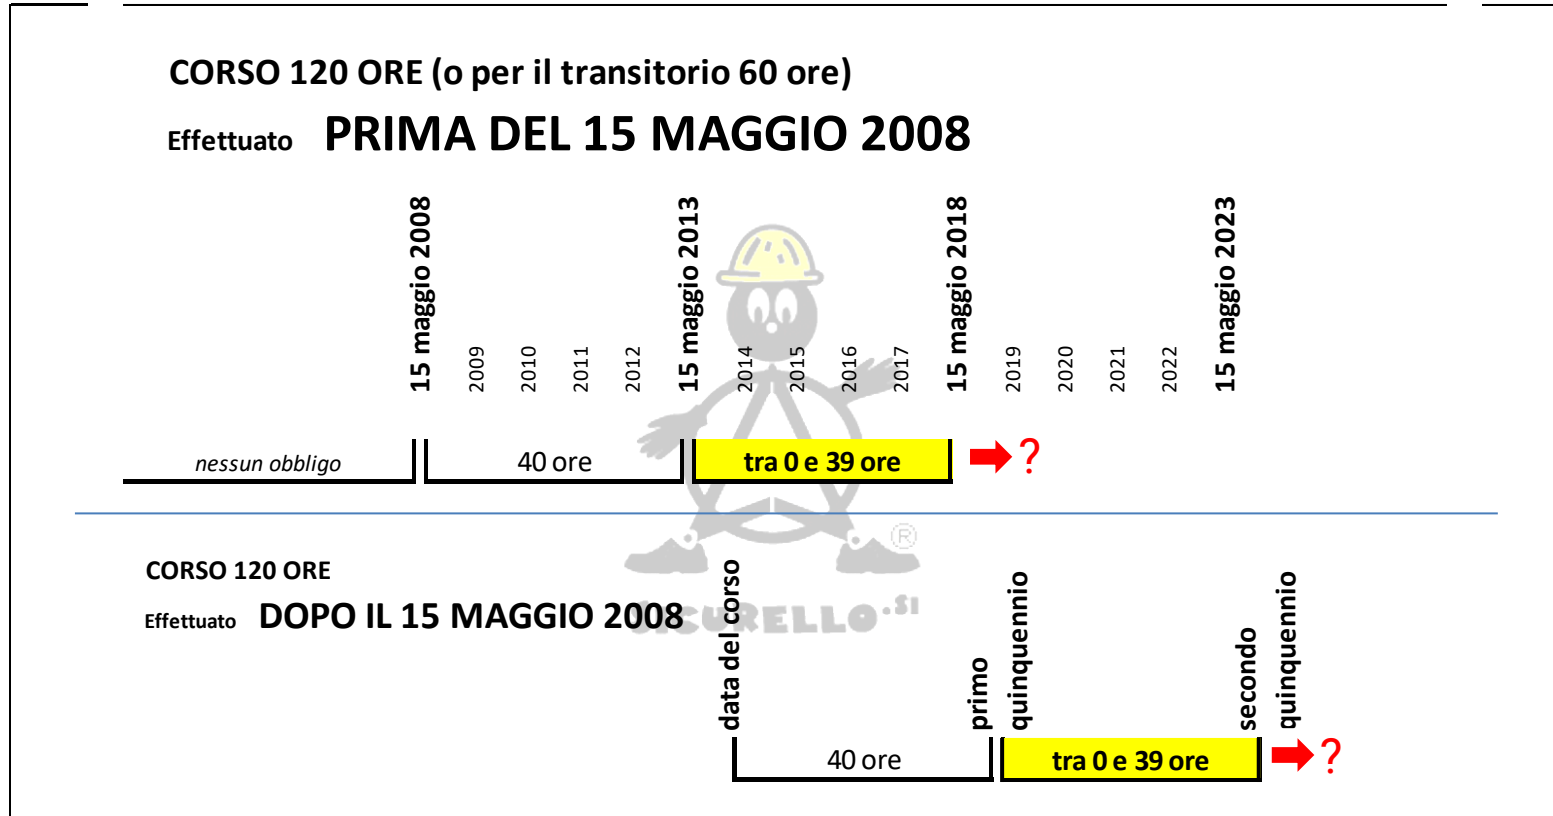 CORSO 120 ORE (o per il transitorio 60 ore)
Effettuato PRIMA DEL 15 MAGGIO 2008
15 maggio 2008
2009
2010
2011
2012
15 maggio 2013
2014
2015
2016
2017
15 maggio 2018
2019
2020
2021
2022
15 maggio 2023
nessun obbligo
40 ore
tra 0 e 39 ore
?
CORSO 120 ORE
Effettuato DOPO IL 15 MAGGIO 2008
SICURELLO.SI
®
data del corso
primo
quinquennio
secondo
quinquennio
40 ore
tra 0 e 39 ore
?